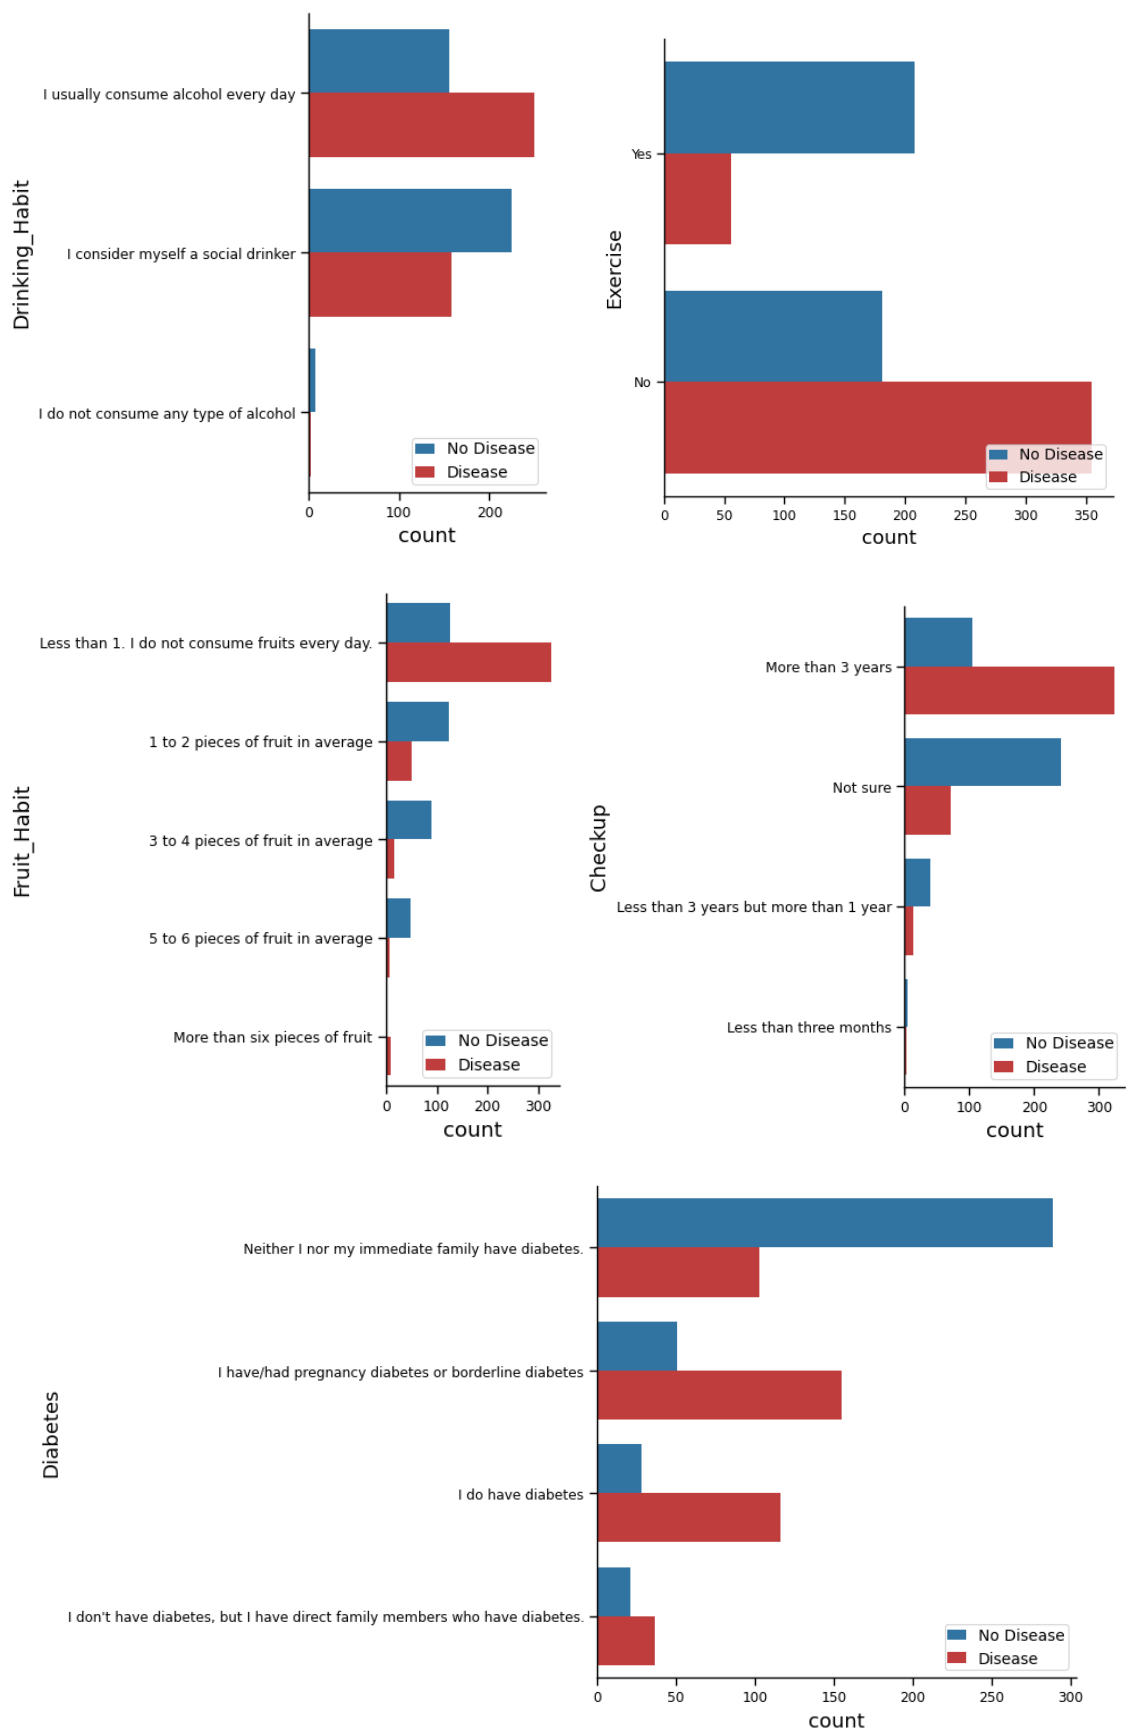 Drinking_Habit
I usually consume alcohol every day
I consider myself a social drinker
I do not consume any type of alcohol
No Disease
Disease
0 100 200
count
Exercise
Yes
No
No Disease
Disease
0 50 100 150 200 250 300 350
count
Fruit_Habit
Less than 1. I do not consume fruits every day.
1 to 2 pieces of fruit in average
3 to 4 pieces of fruit in average
5 to 6 pieces of fruit in average
More than six pieces of fruit
No Disease
Disease
0 100 200 300
count
Checkup
More than 3 years
Not sure
Less than 3 years but more than 1 year
Less than three months
No Disease
Disease
0 100 200 300
count
Diabetes
Neither I nor my immediate family have diabetes.
I have/had pregnancy diabetes or borderline diabetes
I do have diabetes
I don't have diabetes, but I have direct family members who have diabetes.
No Disease
Disease
0 50 100 150 200 250 300
count